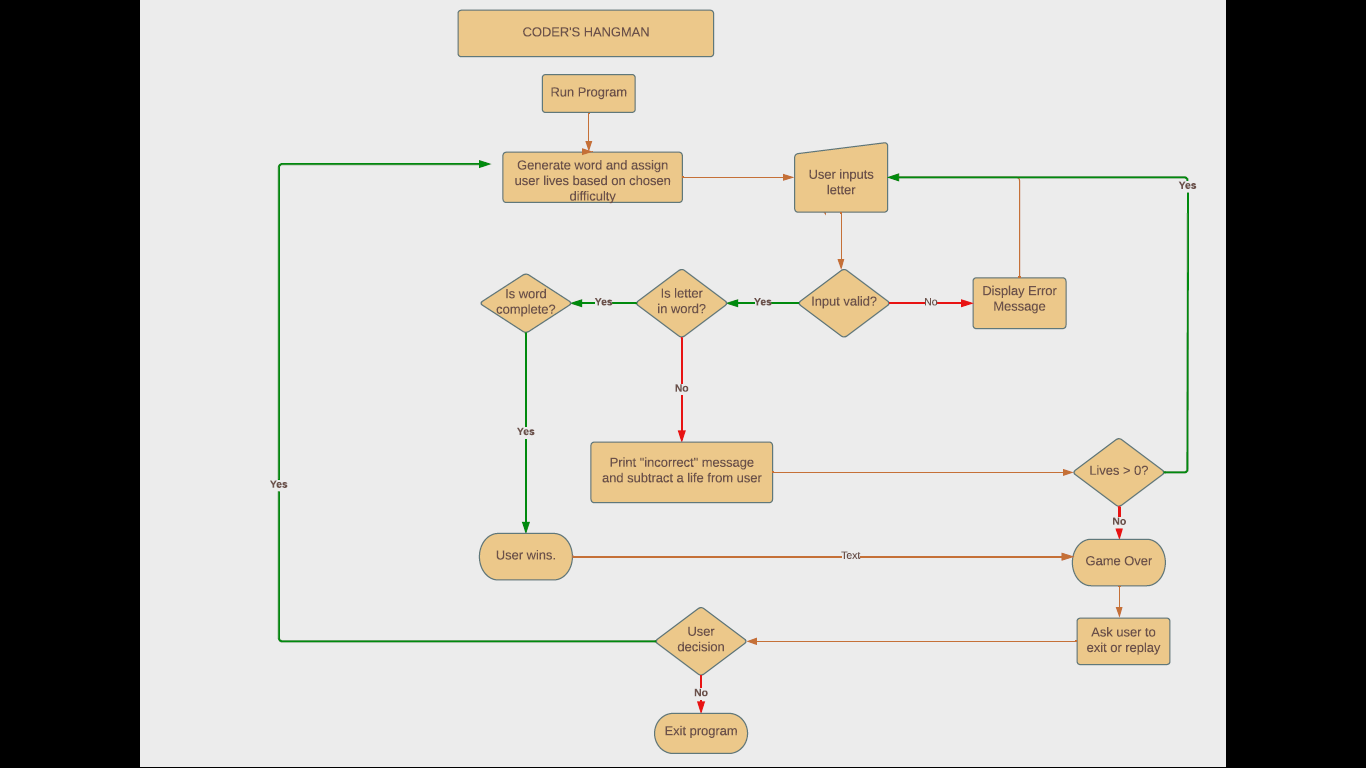 CODER'S HANGMAN
Run Program
Generate word and assign
user lives based on chosen
difficulty
User inputs
letter
Yes
Is word
complete?
Yes
Is letter
in word?
Yes
Input valid?
No
Display Error
Message
No
Yes
Print "incorrect" message
and subtract a life from user
Lives > 0?
Yes
No
User wins.
Text
Game Over
User
decision
Ask user to
exit or replay
No
Exit program